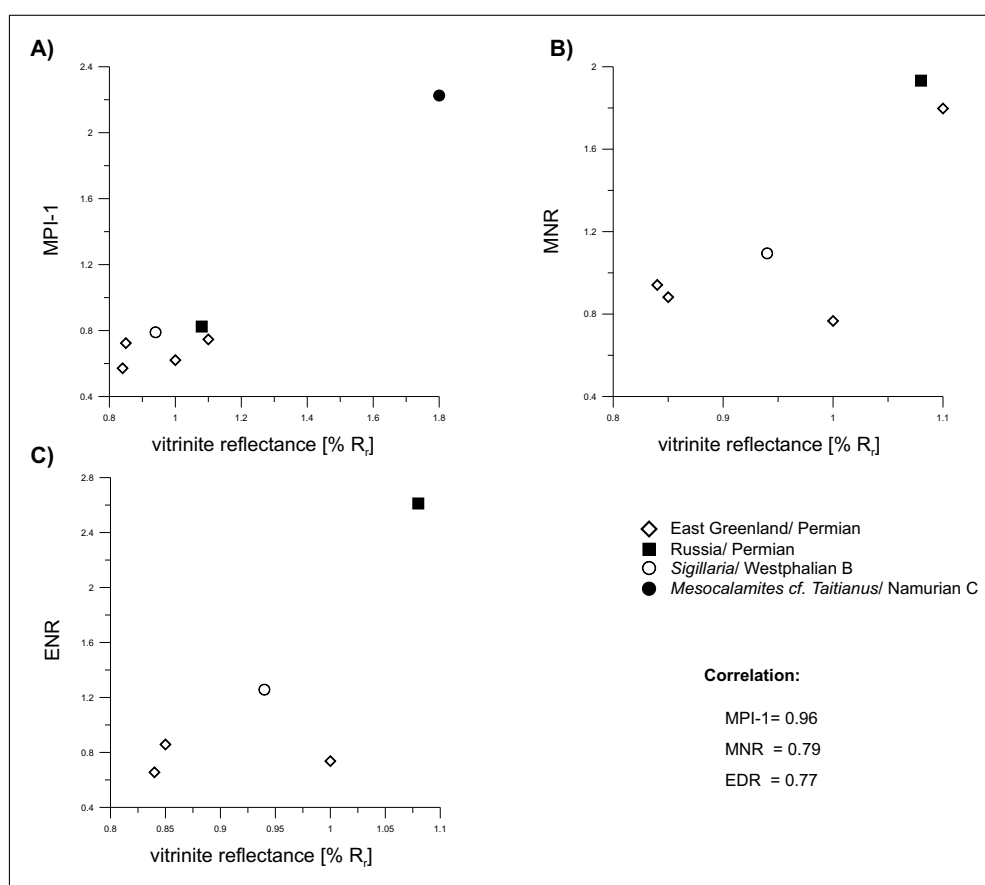 A)
2.4
2
1.6
1.2
0.8
0.4
MPI-1
0.8 1 1.2 1.4 1.6 1.8
vitrinite reflectance [% Rr]
B)
2
1.6
1.2
0.8
0.4
MNR
0.8 0.9 1 1.1
vitrinite reflectance [% Rr]
C)
2.8
2.4
2
1.6
1.2
0.8
0.4
ENR
0.8 0.85 0.9 0.95 1 1.05 1.1
vitrinite reflectance [% Rr]
East Greenland/ Permian
Russia/ Permian
Sigillaria/ Westphalian B
Mesocalamites cf. Taitianus/ Namurian C
Correlation:
MPI-1= 0.96
MNR = 0.79
EDR = 0.77